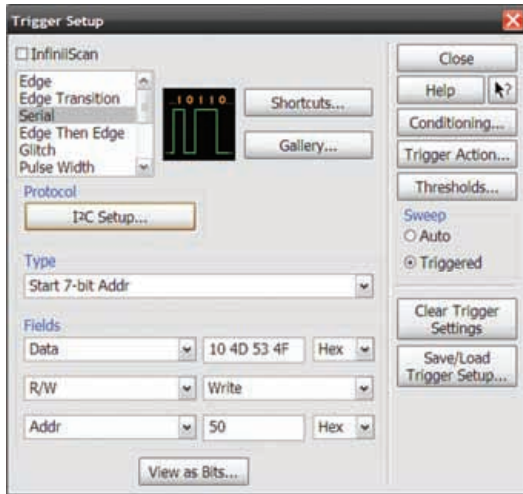 Trigger Setup
InfiniiScan
Edge
Edge Transition
Serial
Edge Then Edge
Glitch
Pulse Width
10110
Shortcuts...
Gallery...
Protocol
I2C Setup...
Type
Start 7-bit Addr
Fields
Data 10 4D 53 4F Hex
R/W Write
Addr 50 Hex
View as Bits...
Close
Help ?
Conditioning...
Trigger Action...
Thresholds...
Sweep
Auto
Triggered
Clear Trigger
Settings
Save/Load
Trigger Setup...